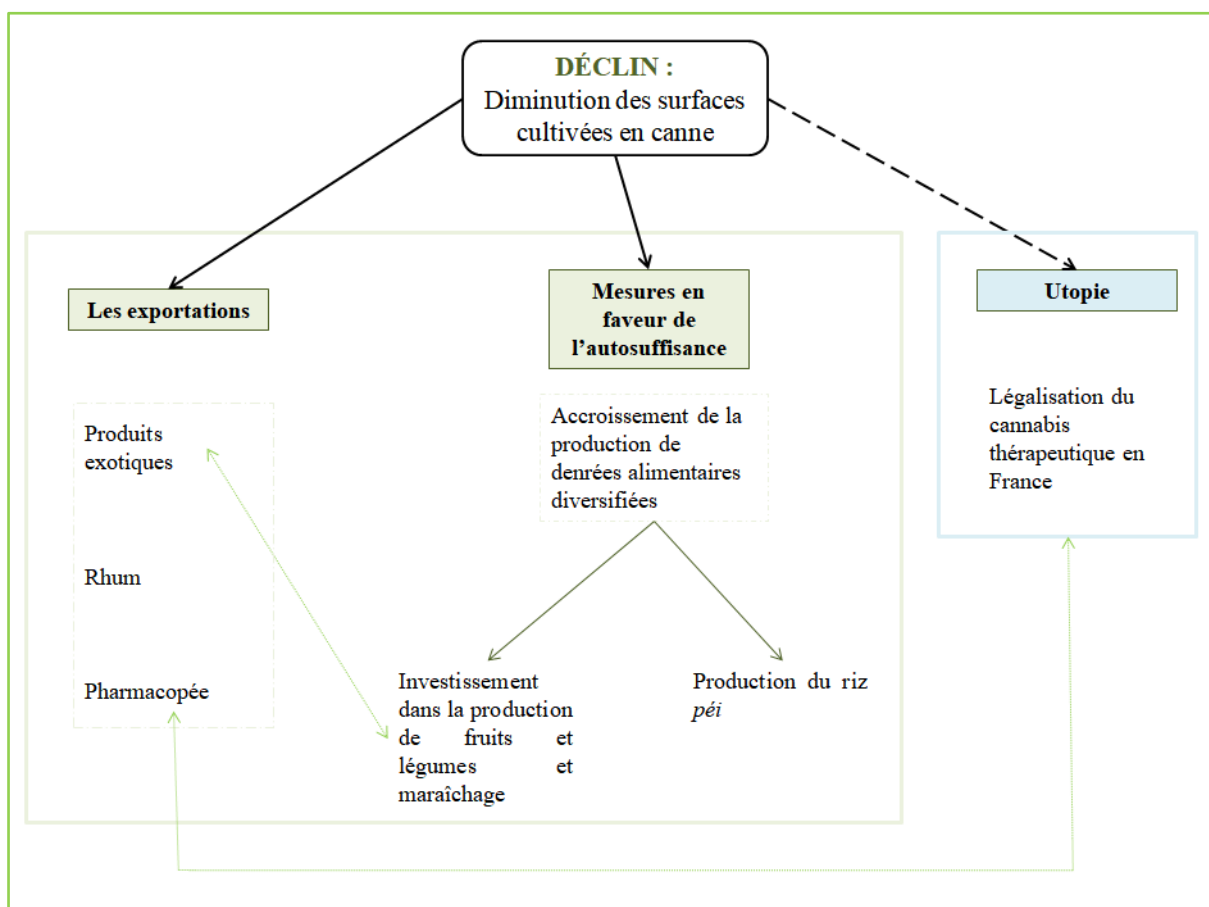 DÉCLIN :
Diminution des surfaces
cultivées en canne
Les exportations
Mesures en
faveur de
l’autosuffisance
Utopie
Produits
exotiques
Rhum
Pharmacopée
Accroissement de la
production de
denrées alimentaires
diversifiées
Investissement
dans la production
de fruits et
légumes et
maraîchage
Production du riz
péi
Légalisation du
cannabis
thérapeutique en
France